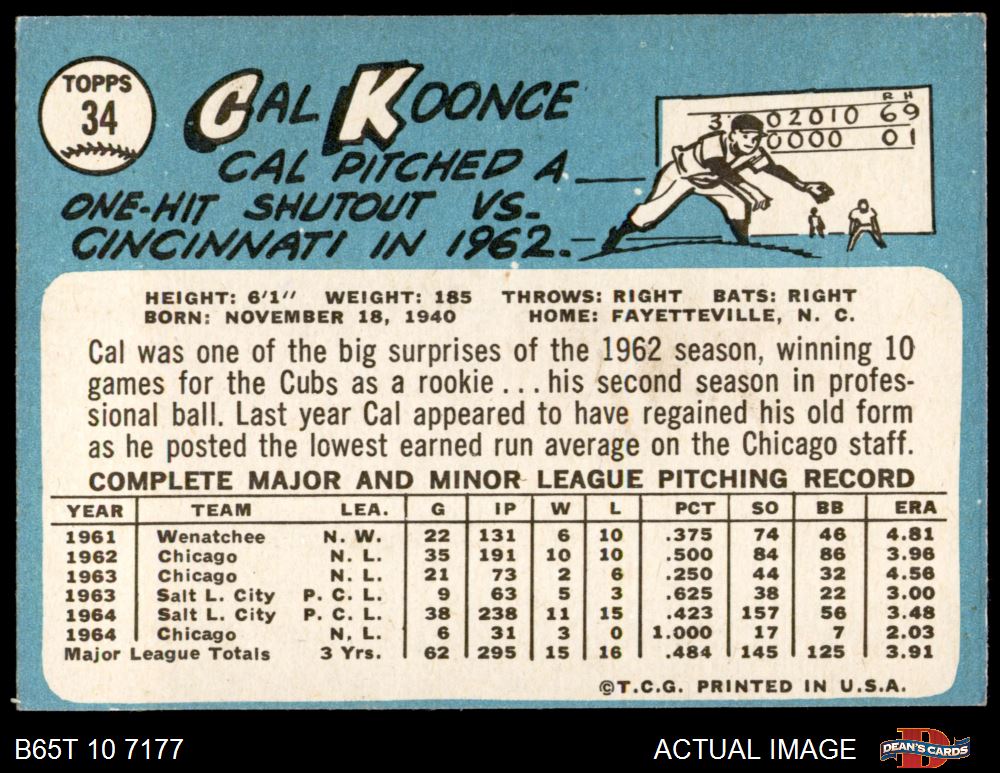 TOPPS
34
CAL KOONCE
CAL PITCHED A
ONE-HIT SHUTOUT VS.
CINCINNATI IN 1962.
R H
3 02010 69
0000 01
HEIGHT: 6'1" WEIGHT: 185 THROWS: RIGHT BATS: RIGHT
BORN: NOVEMBER 18, 1940 HOME: FAYETTEVILLE, N. C.
Cal was one of the big surprises of the 1962 season, winning 10
games for the Cubs as a rookie ... his second season in profes-
sional ball. Last year Cal appeared to have regained his old form
as he posted the lowest earned run average on the Chicago staff.
COMPLETE MAJOR AND MINOR LEAGUE PITCHING RECORD
YEAR TEAM LEA. G IP W L PCT SO BB ERA
1961 Wenatchee N. W. 22 131 6 10 .375 74 46 4.81
1962 Chicago N. L. 35 191 10 10 .500 84 86 3.96
1963 Chicago N. L. 21 73 2 6 .250 44 32 4.56
1963 Salt L. City P. C. L. 9 63 5 3 .625 38 22 3.00
1964 Salt L. City P. C. L. 38 238 11 15 .423 157 56 3.48
1964 Chicago N. L. 6 31 3 0 1.000 17 7 2.03
Major League Totals 3 Yrs. 62 295 15 16 .484 145 125 3.91
©T.C.G. PRINTED IN U.S.A.
B65T 10 7177 ACTUAL IMAGE DEAN'S CARDS